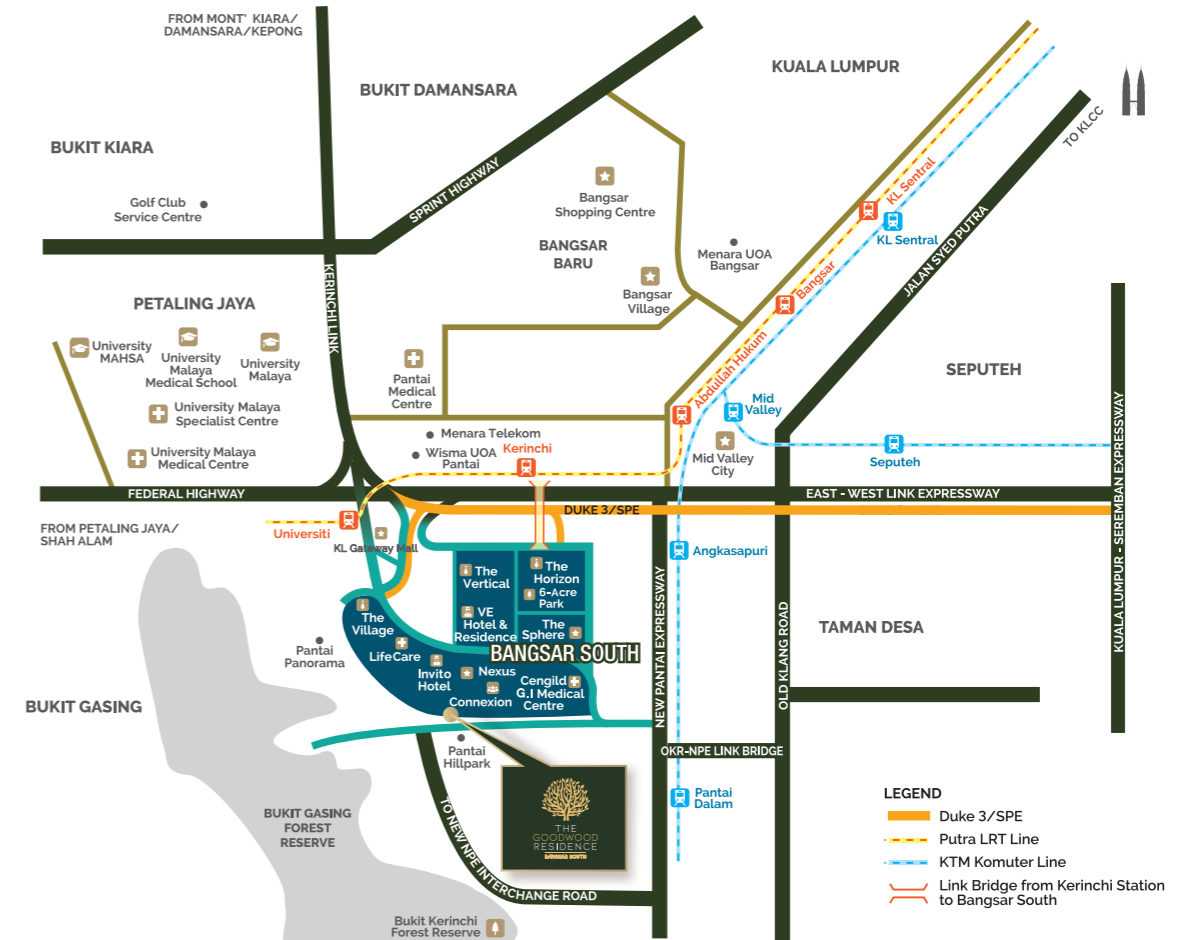 FROM MONT' KIARA/
DAMANSARA/KEPONG
BUKIT DAMANSARA
KUALA LUMPUR
TO KLCC
BUKIT KIARA
Golf Club
Service Centre
SPRINT HIGHWAY
Bangsar
Shopping Centre
BANGSAR
BARU
Menara UOA
Bangsar
Bangsar
Village
KL Sentral
KL Sentral
Bangsar
Abdullah Hukum
JALAN SYED PUTRA
KERINCHI LINK
PETALING JAYA
University
MAHSA
University
Malaya
Medical School
University
Malaya
University Malaya
Specialist Centre
University Malaya
Medical Centre
Pantai
Medical
Centre
Menara Telekom
Wisma UOA
Pantai
Kerinchi
Mid
Valley
Mid Valley
City
SEPUTEH
Seputeh
KUALA LUMPUR - SEREMBAN EXPRESSWAY
FEDERAL HIGHWAY
EAST - WEST LINK EXPRESSWAY
DUKE 3/SPE
FROM PETALING JAYA/
SHAH ALAM
Universiti
KL Gateway Mall
Angkasapuri
The
Vertical
The
Horizon
6-Acre
Park
VE
Hotel &
Residence
The
Sphere
The
Village
LifeCare
BANGSAR SOUTH
Invito
Hotel
Nexus
Connexion
Cengild
G.I Medical
Centre
Pantai
Panorama
NEW PANTAI EXPRESSWAY
OLD KLANG ROAD
TAMAN DESA
BUKIT GASING
Pantai
Hillpark
OKR-NPE LINK BRIDGE
Pantai
Dalam
TO NEW NPE INTERCHANGE ROAD
THE
GOODWOOD
RESIDENCE
BANGSAR SOUTH
BUKIT GASING
FOREST
RESERVE
Bukit Kerinchi
Forest Reserve
LEGEND
Duke 3/SPE
Putra LRT Line
KTM Komuter Line
Link Bridge from Kerinchi Station
to Bangsar South